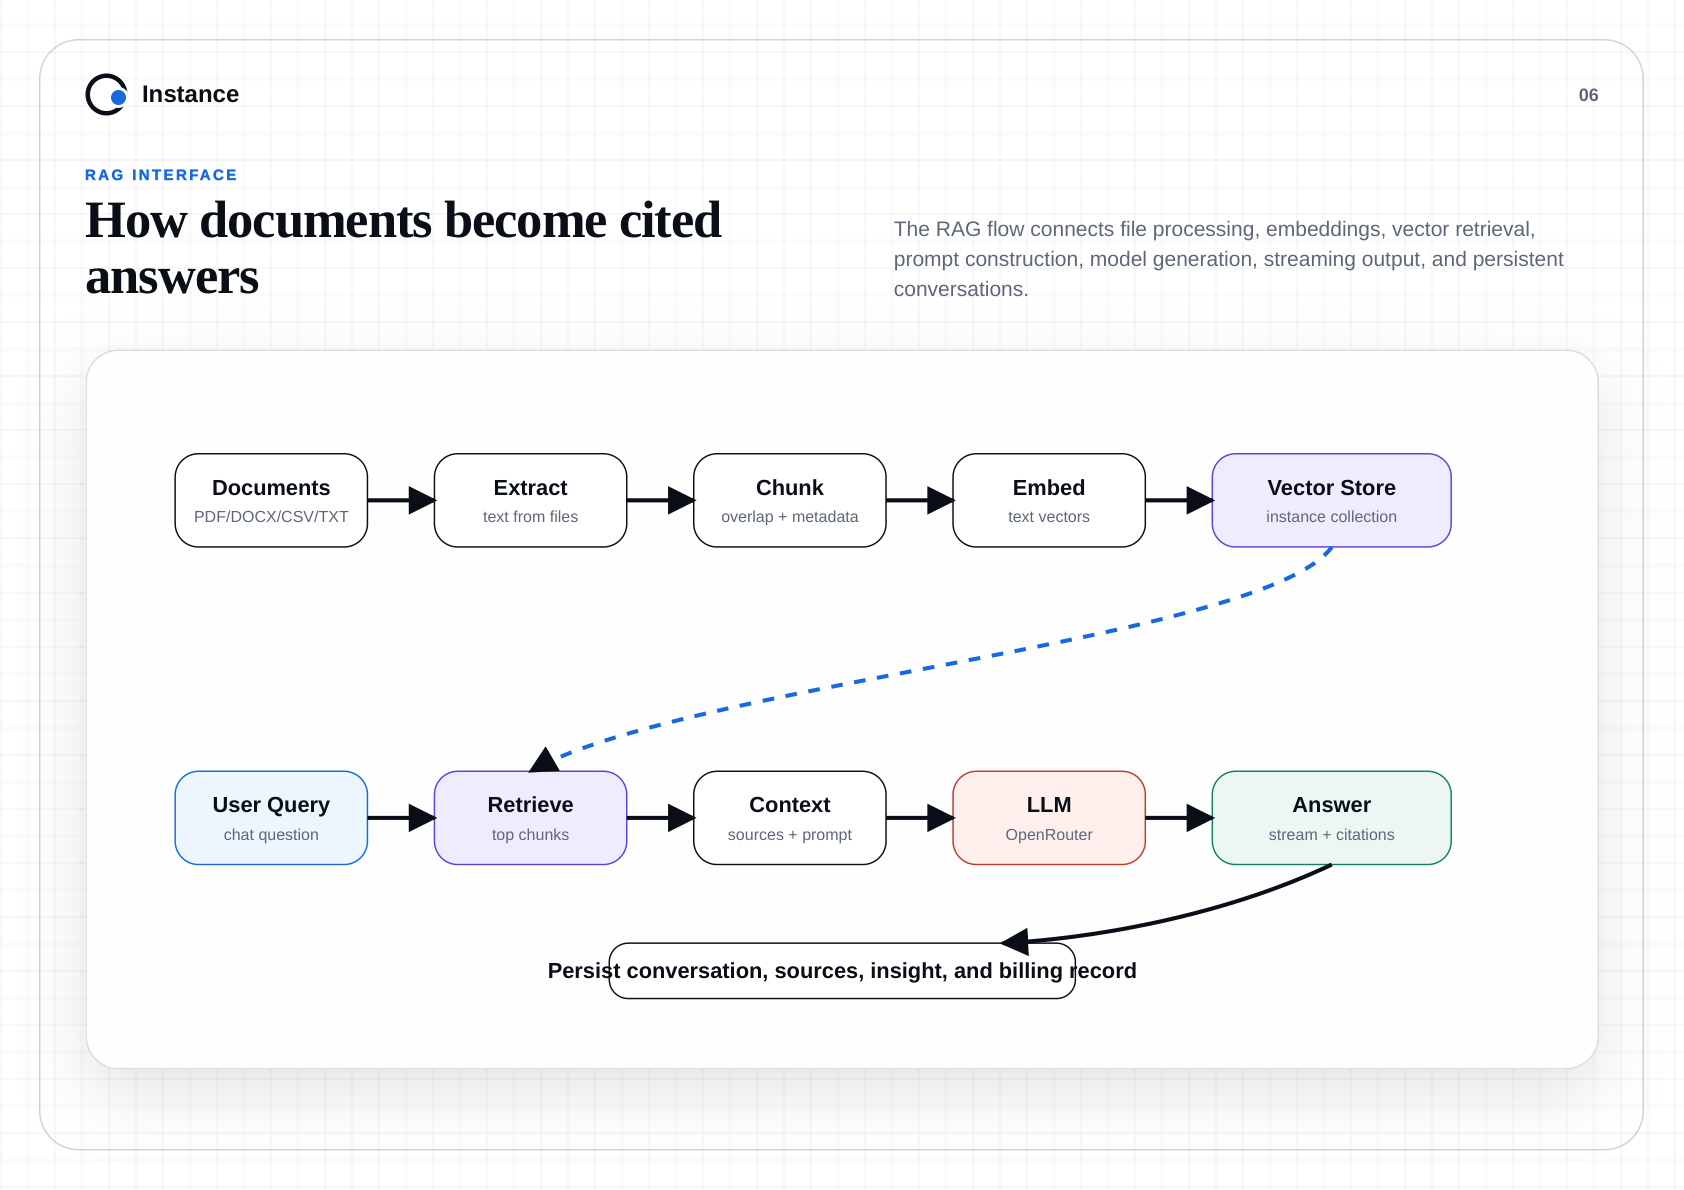 Instance
06
RAG INTERFACE
How documents become cited
answers
The RAG flow connects file processing, embeddings, vector retrieval,
prompt construction, model generation, streaming output, and persistent
conversations.
Documents
PDF/DOCX/CSV/TXT
Extract
text from files
Chunk
overlap + metadata
Embed
text vectors
Vector Store
instance collection
User Query
chat question
Retrieve
top chunks
Context
sources + prompt
LLM
OpenRouter
Answer
stream + citations
Persist conversation, sources, insight, and billing record